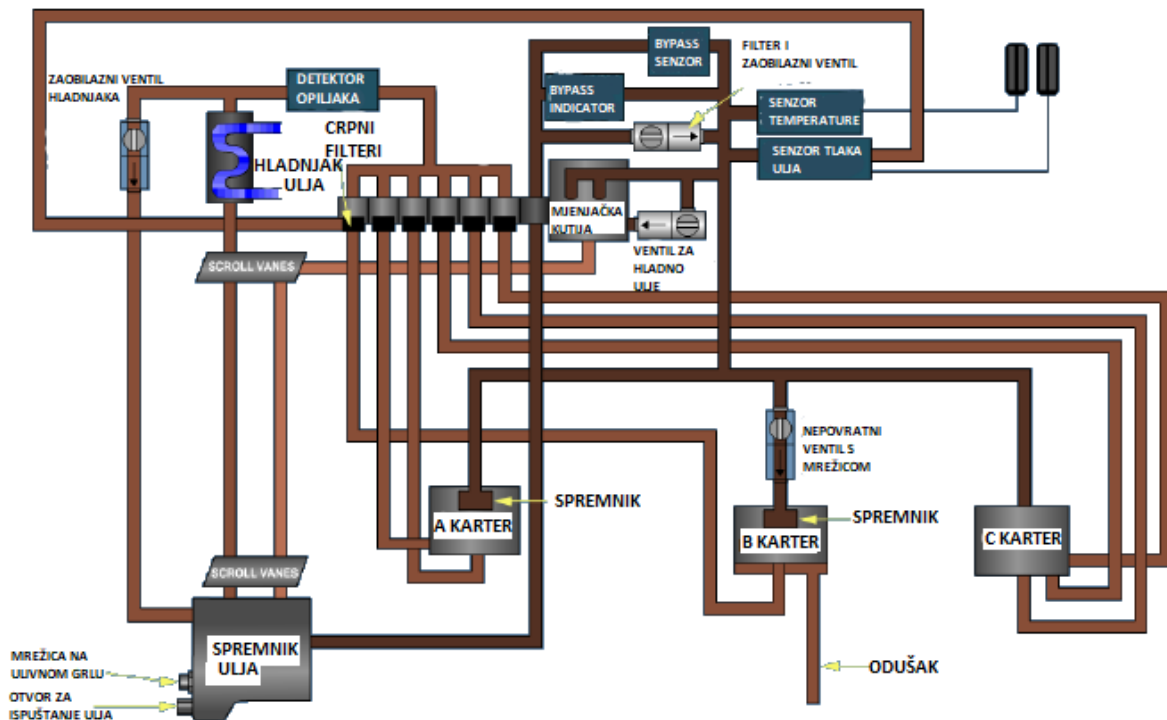 BYPASS
SENZOR
FILTER I
ZAOBILAZNI VENTIL
ZAOBILAZNI VENTIL
HLADNJAKA
DETEKTOR
OPILJAKA
BYPASS
INDICATOR
SENZOR
TEMPERATURE
CRPNI
FILTERI
SENZOR TLAKA
ULJA
HLADNJAK
ULJA
MJENJAČKA
KUTIJA
VENTIL ZA
HLADNO
ULJE
SCROLL VANES
NEPOVRATNI
VENTIL S
MREŽICOM
SPREMNIK
A KARTER
SPREMNIK
B KARTER
C KARTER
SCROLL VANES
SPREMNIK
ULJA
MREŽICA NA
ULIVNOM GRLU
OTVOR ZA
ISPUŠTANJE ULJA
ODUŠAK